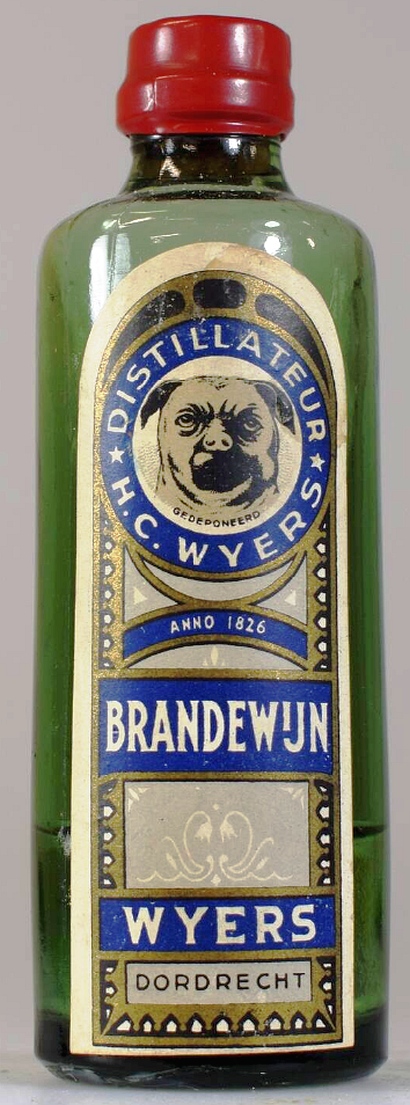 DISTILLATEUR
H.C. WYERS
GEDEPONEERD
ANNO 1826
BRANDEWIJN
WYERS
DORDRECHT